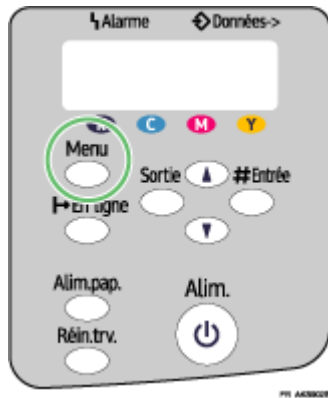 Alarme Données->
K C M Y
Menu
Sortie #Entrée
En ligne
Alim.pap. Alim.
Réin.trv.